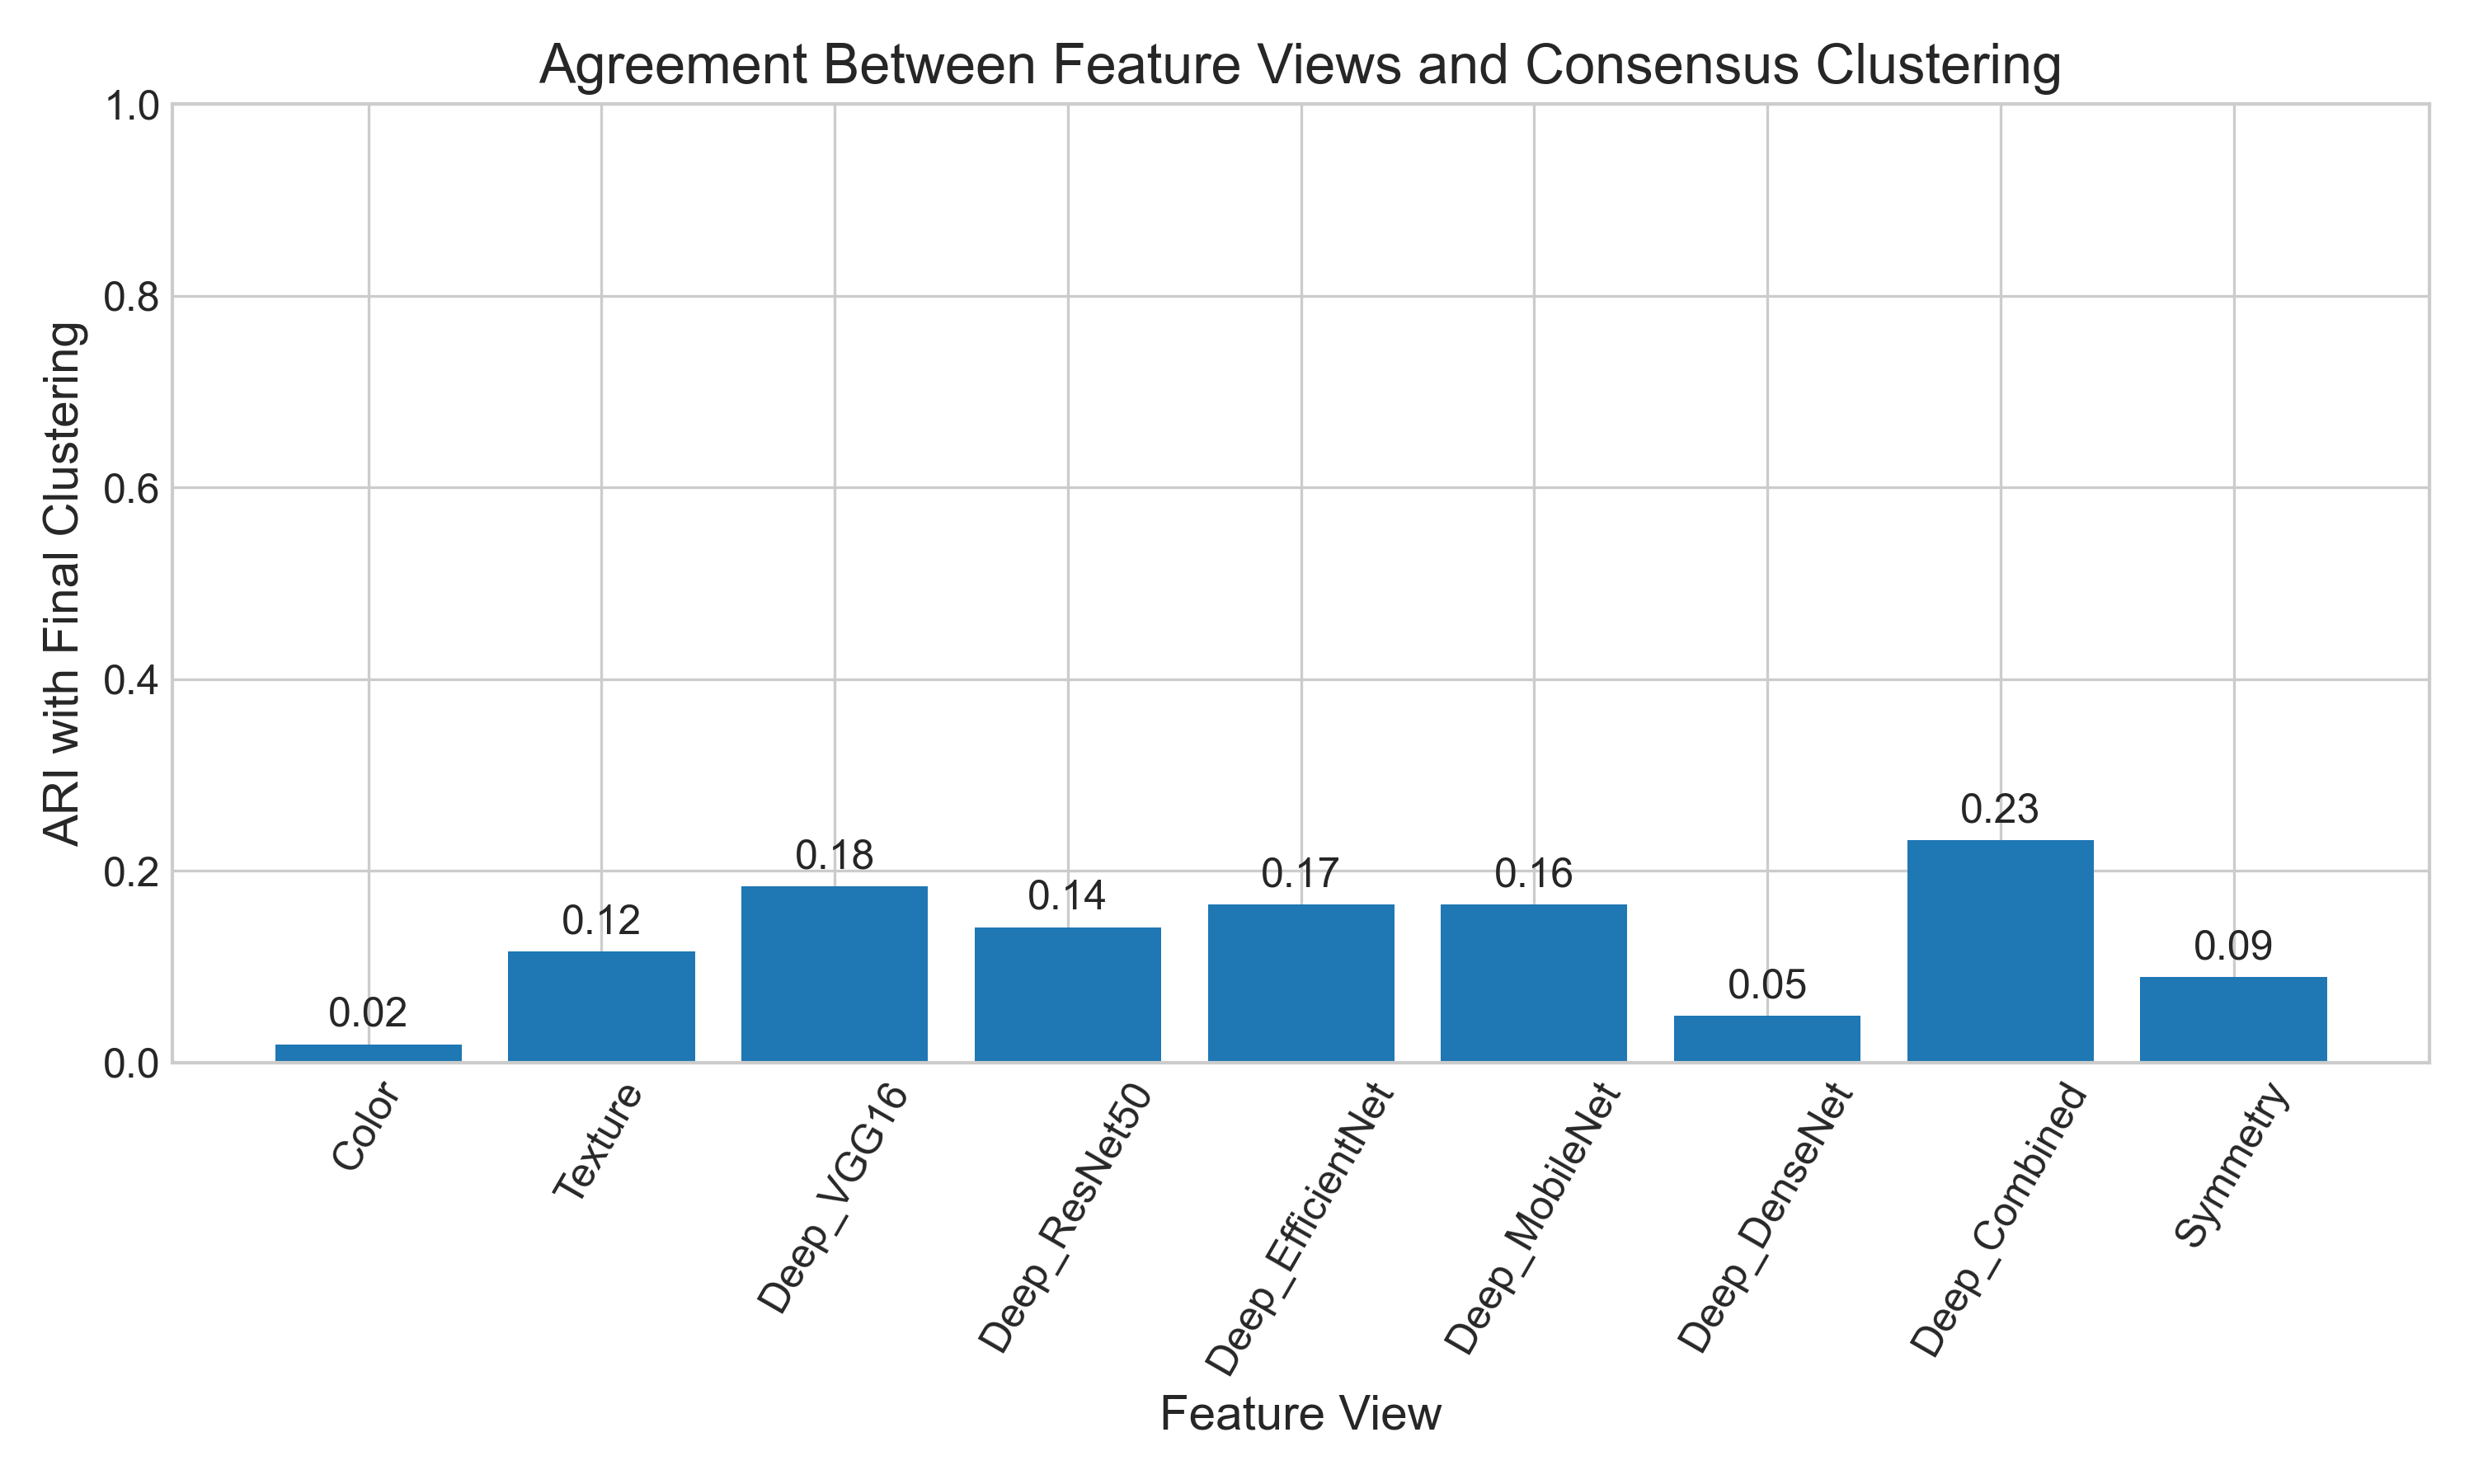 Agreement Between Feature Views and Consensus Clustering
ARI with Final Clustering
1.0
0.8
0.6
0.4
0.2
0.0
0.02
0.12
0.18
0.14
0.17
0.16
0.05
0.23
0.09
Color
Texture
Deep_VGG16
Deep_ResNet50
Deep_EfficientNet
Deep_MobileNet
Deep_DenseNet
Deep_Combined
Symmetry
Feature View